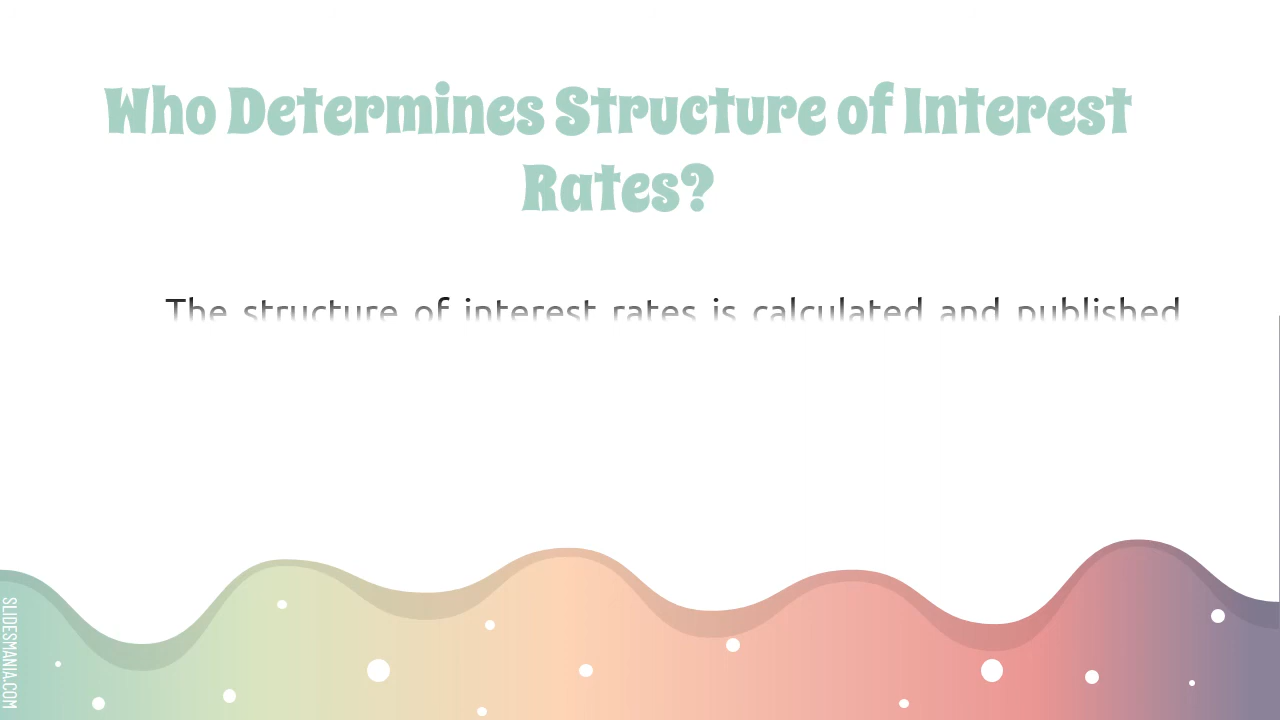 Who Determines Structure of Interest
Rates?
The structure of interest rates is calculated and published
SLIDESMANIA.COM